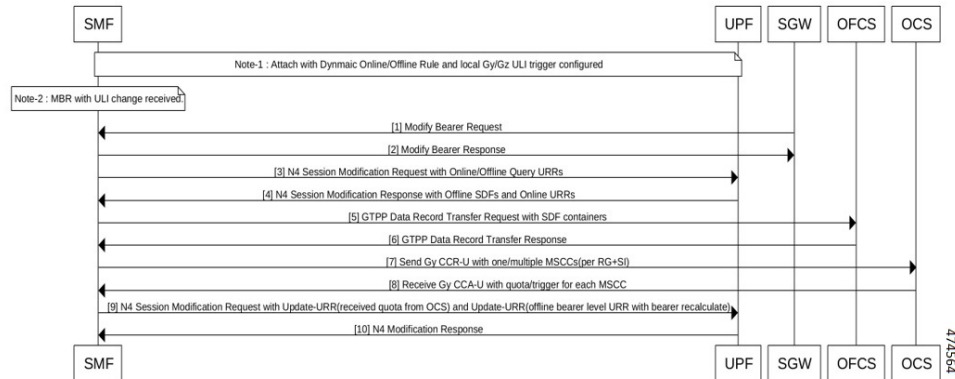 SMF UPF SGW OFCS OCS
Note-1 : Attach with Dynmaic Online/Offline Rule and local Gy/Gz ULI trigger configured
Note-2 : MBR with ULI change received.
[1] Modify Bearer Request
[2] Modify Bearer Response
[3] N4 Session Modification Request with Online/Offline Query URRs
[4] N4 Session Modification Response with Offline SDFs and Online URRs
[5] GTPP Data Record Transfer Request with SDF containers
[6] GTPP Data Record Transfer Response
[7] Send Gy CCR-U with one/multiple MSCCs(per RG+SI)
[8] Receive Gy CCA-U with quota/trigger for each MSCC
[9] N4 Session Modification Request with Update-URR(received quota from OCS) and Update-URR(offline bearer level URR with bearer recalculate)
[10] N4 Modification Response
SMF UPF SGW OFCS OCS
474564